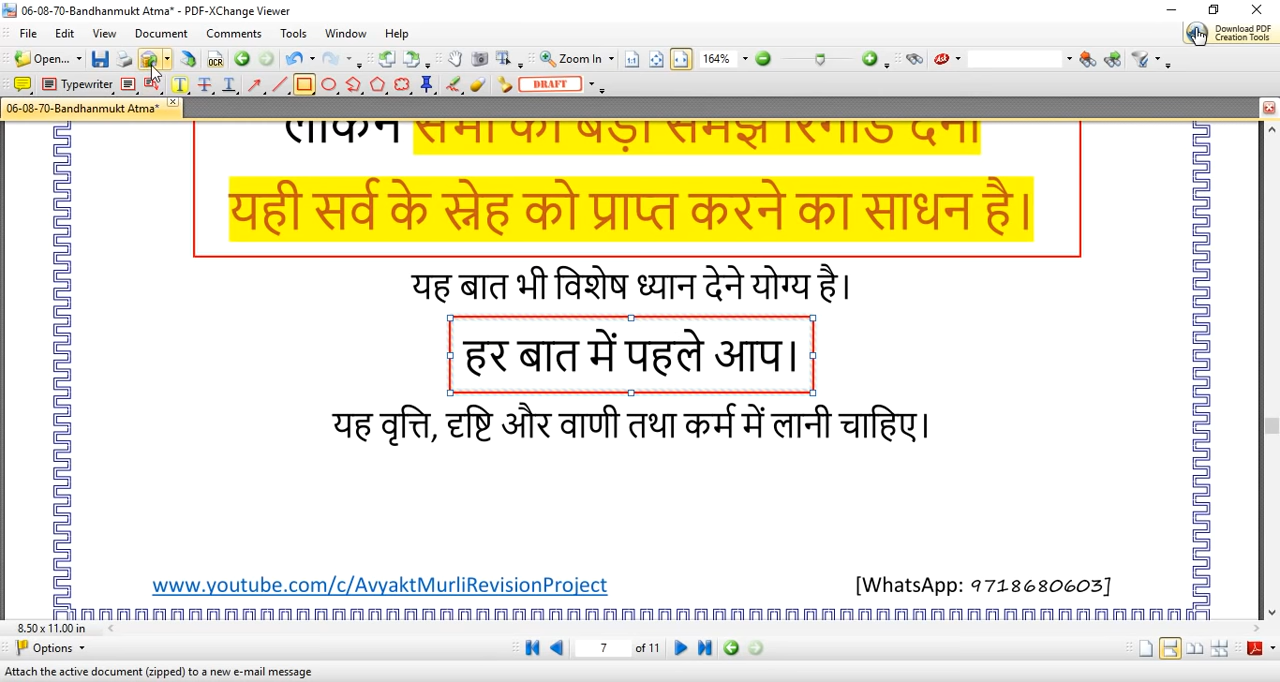 06-08-70-Bandhanmukt Atma* - PDF-XChange Viewer
File Edit View Document Comments Tools Window Help
Download PDF
Creation Tools
Open...
OCR
Zoom In
164%
Typewriter
DRAFT
06-08-70-Bandhanmukt Atma*
लेकिन सभी को बड़ा समझ रिगार्ड देना
यही सर्व के स्नेह को प्राप्त करने का साधन है।
यह बात भी विशेष ध्यान देने योग्य है।
हर बात में पहले आप।
यह वृत्ति, दृष्टि और वाणी तथा कर्म में लानी चाहिए।
www.youtube.com/c/AvyaktMurliRevisionProject
[WhatsApp: 9718680603]
8.50 x 11.00 in
Options
7 of 11
Attach the active document (zipped) to a new e-mail message